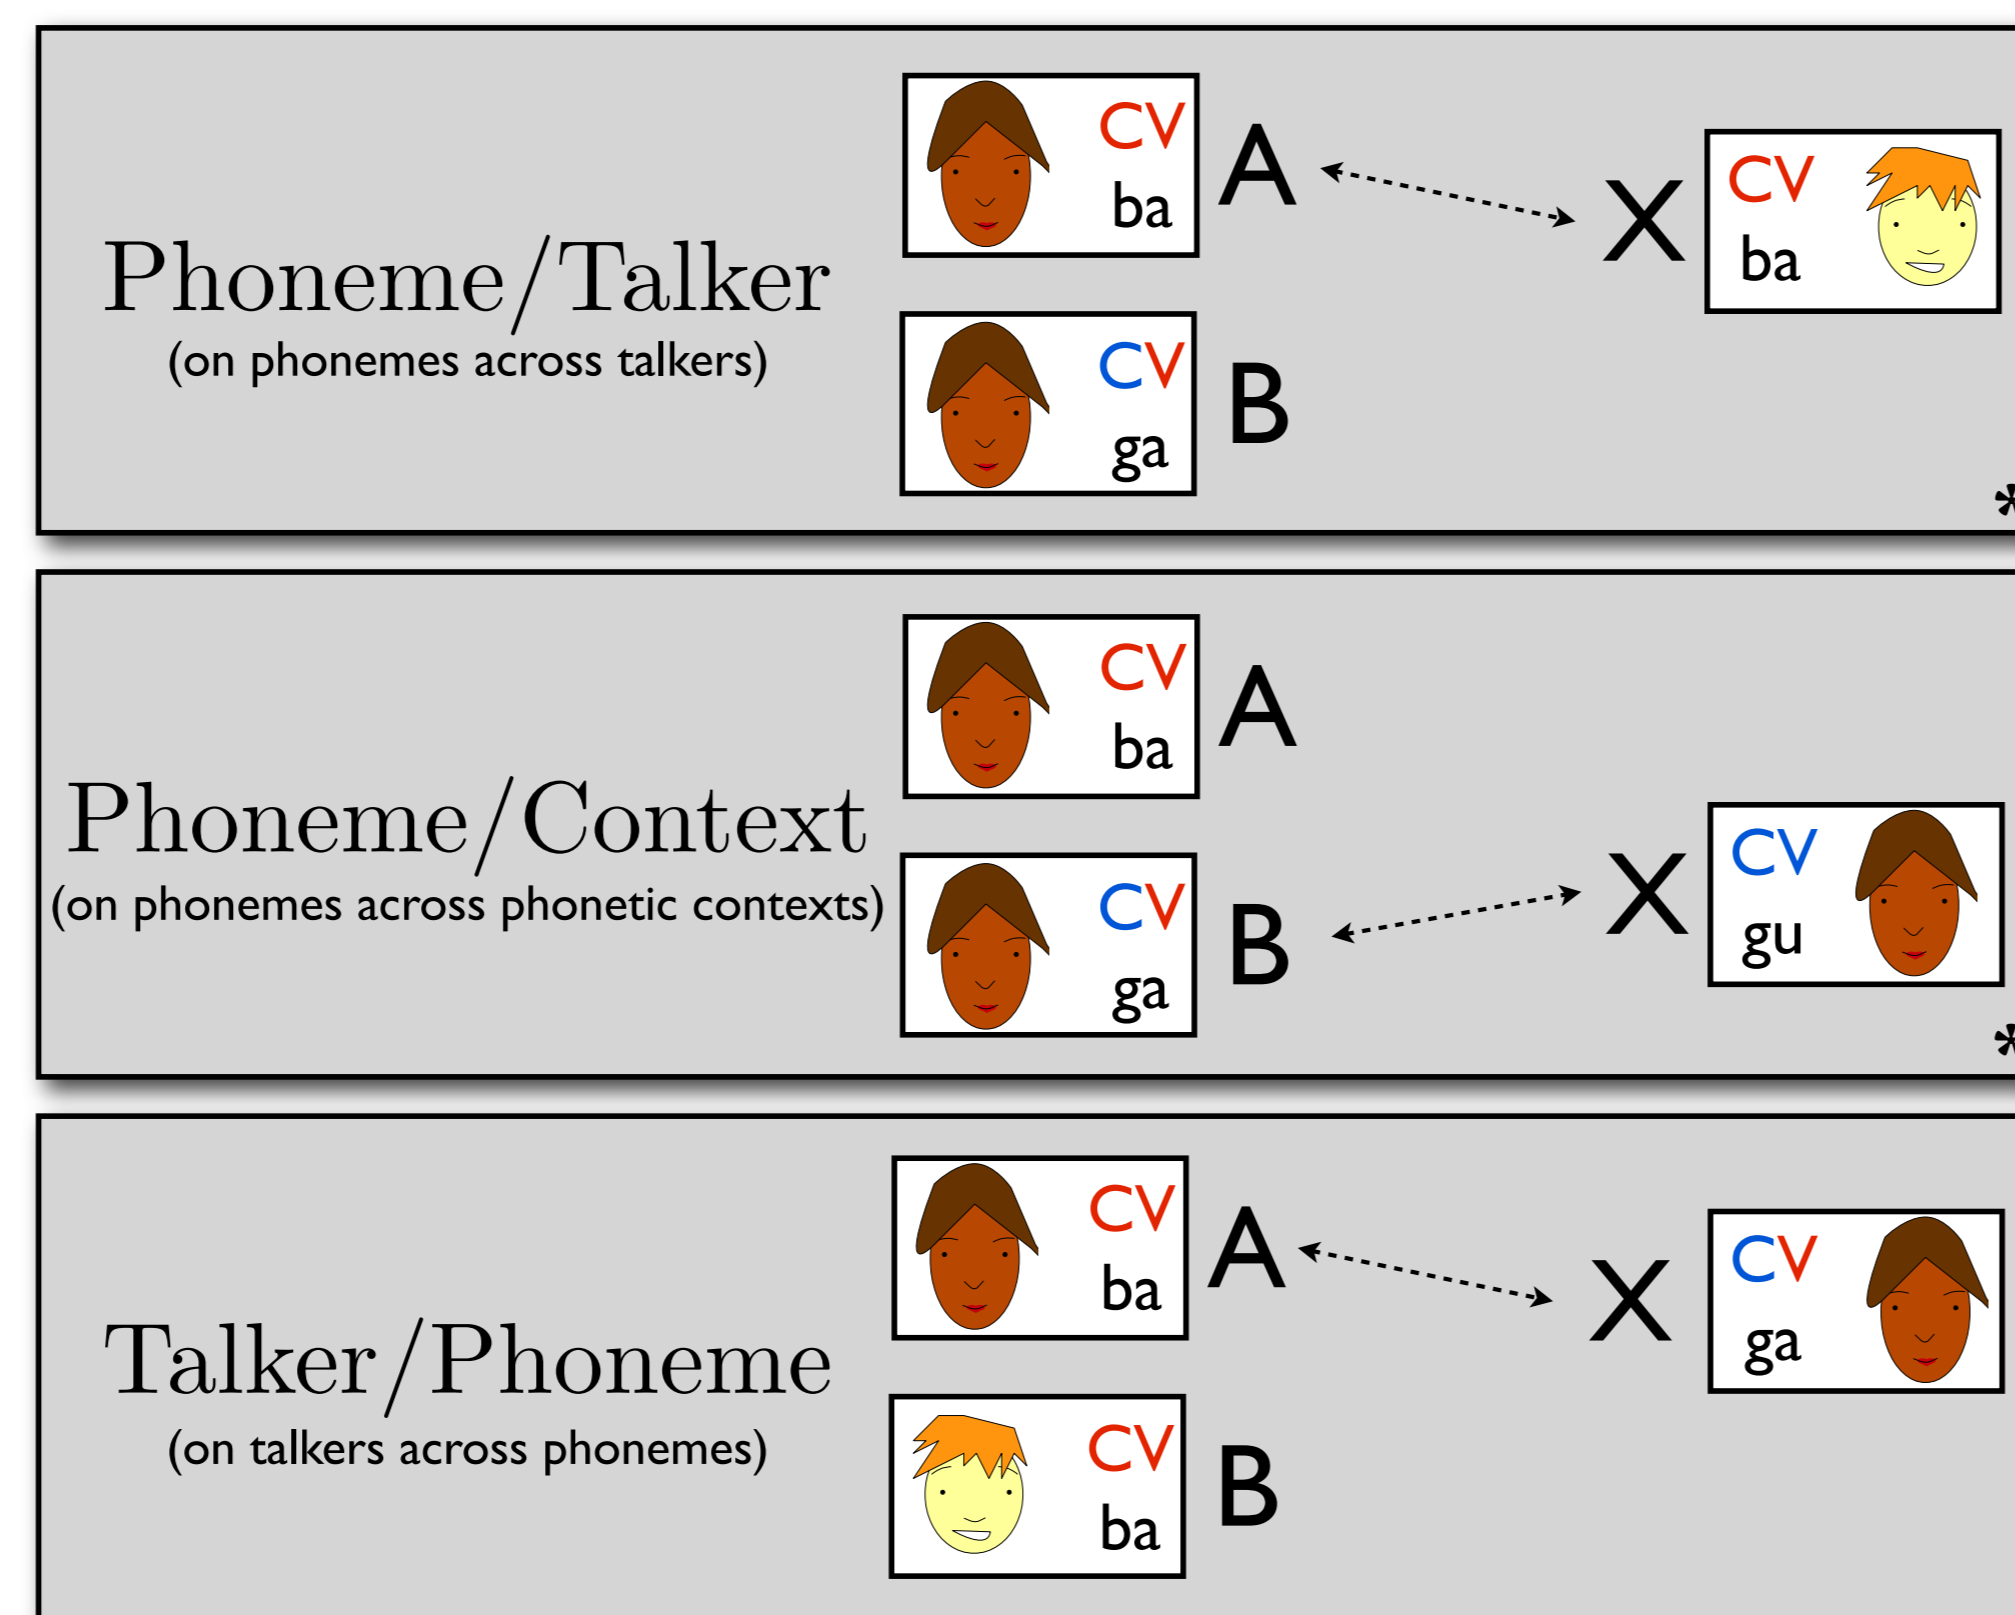 CV
ba
A
X
CV
ba
Phoneme/Talker
(on phonemes across talkers)
CV
ga
B
*
CV
ba
A
Phoneme/Context
(on phonemes across phonetic contexts)
CV
ga
B
X
CV
gu
*
CV
ba
A
X
CV
ga
Talker/Phoneme
(on talkers across phonemes)
CV
ba
B